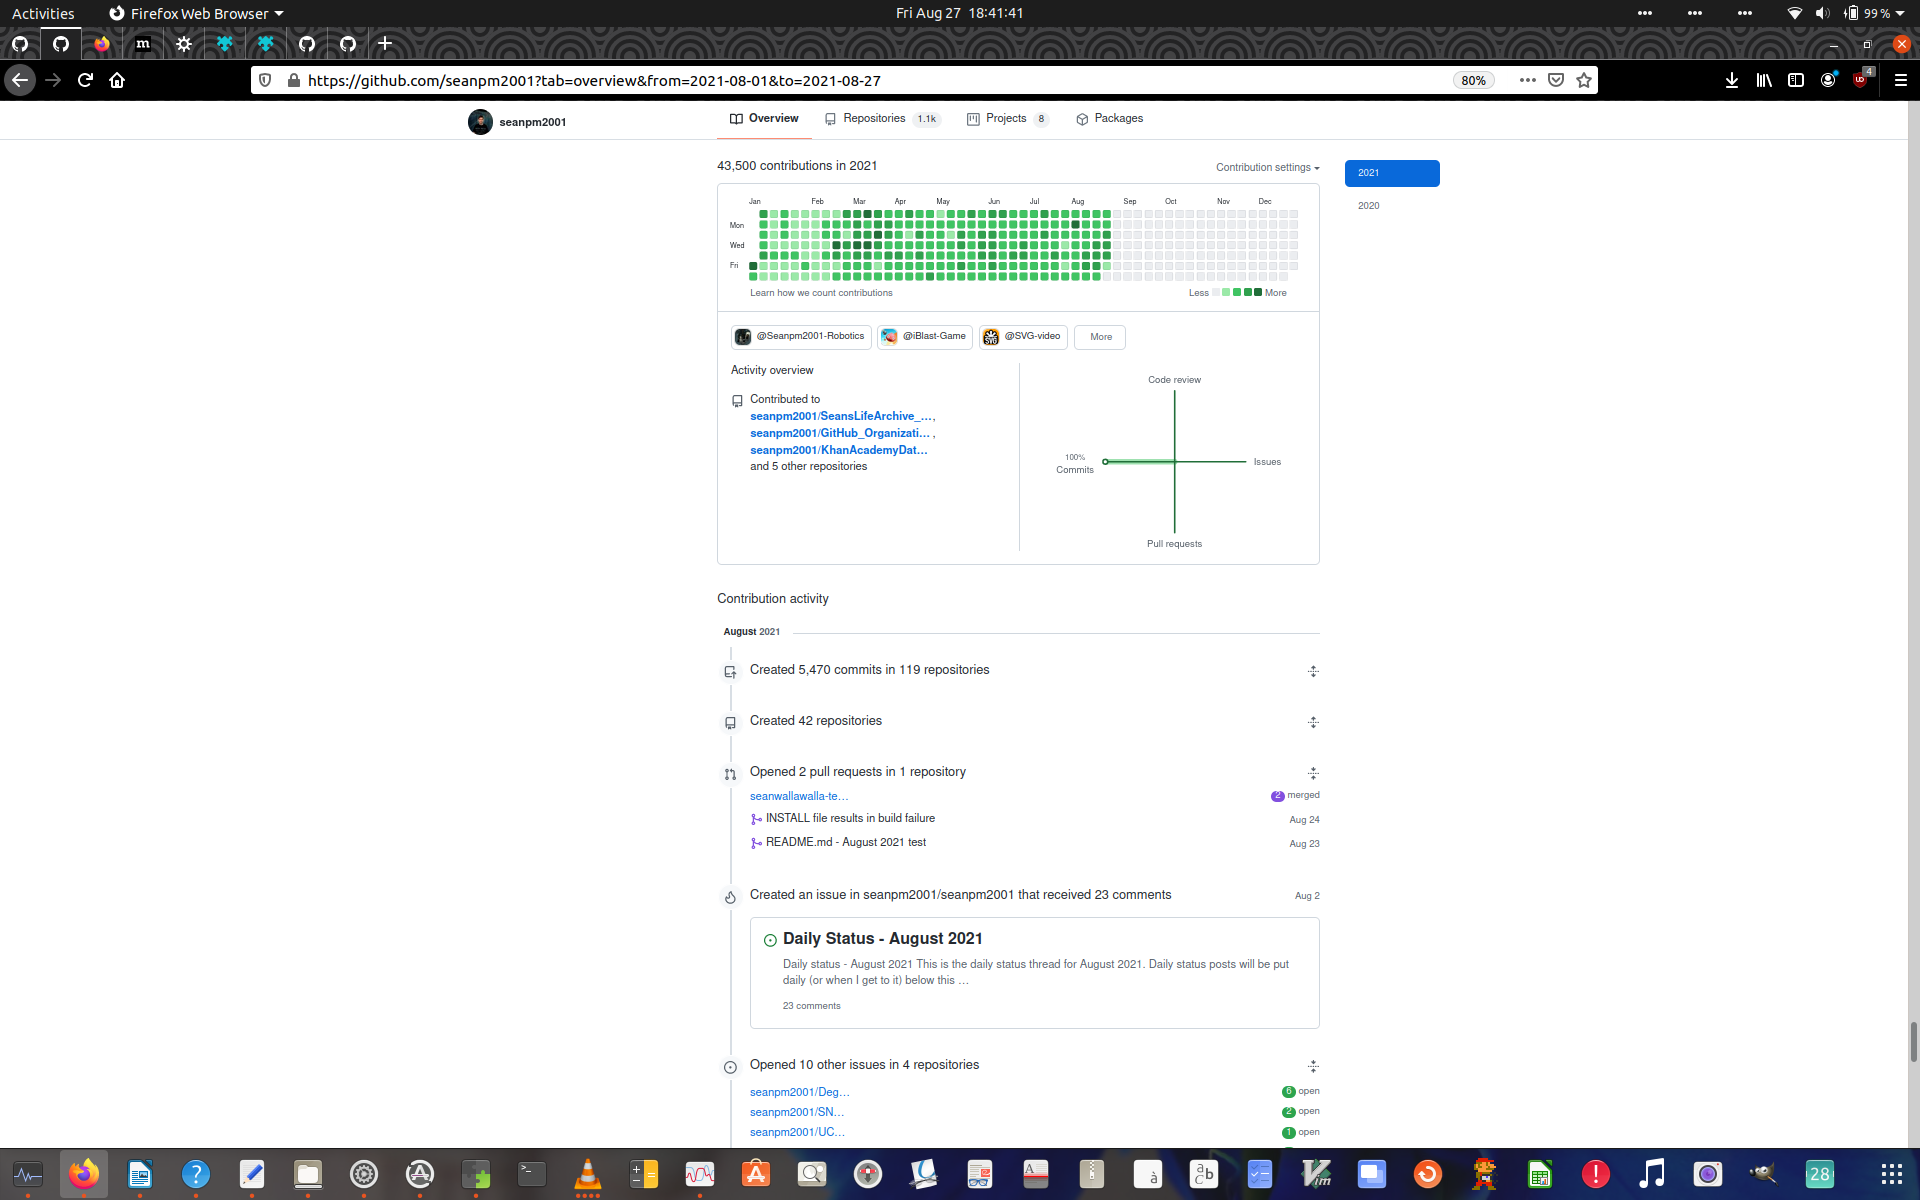 Activities Firefox Web Browser Fri Aug 27 18:41:41 99 %
m
https://github.com/seanpm2001?tab=overview&from=2021-08-01&to=2021-08-27 80% 4
seanpm2001 Overview Repositories 1.1k Projects 8 Packages
43,500 contributions in 2021 Contribution settings 2021
2020
Jan Feb Mar Apr May Jun Jul Aug Sep Oct Nov Dec
Mon
Wed
Fri
Learn how we count contributions Less More
@Seanpm2001-Robotics @iBlast-Game SVG @SVG-video More
Activity overview
Contributed to
seanpm2001/SeansLifeArchive_…,
seanpm2001/GitHub_Organizati… ,
seanpm2001/KhanAcademyDat…
and 5 other repositories
Code review
100%
Commits
Issues
Pull requests
Contribution activity
August 2021
Created 5,470 commits in 119 repositories
Created 42 repositories
Opened 2 pull requests in 1 repository
seanwallawalla-te… 2 merged
INSTALL file results in build failure Aug 24
README.md - August 2021 test Aug 23
Created an issue in seanpm2001/seanpm2001 that received 23 comments Aug 2
Daily Status - August 2021
Daily status - August 2021 This is the daily status thread for August 2021. Daily status posts will be put
daily (or when I get to it) below this …
23 comments
Opened 10 other issues in 4 repositories
seanpm2001/Deg… 6 open
seanpm2001/SN… 2 open
seanpm2001/UC… 1 open
28